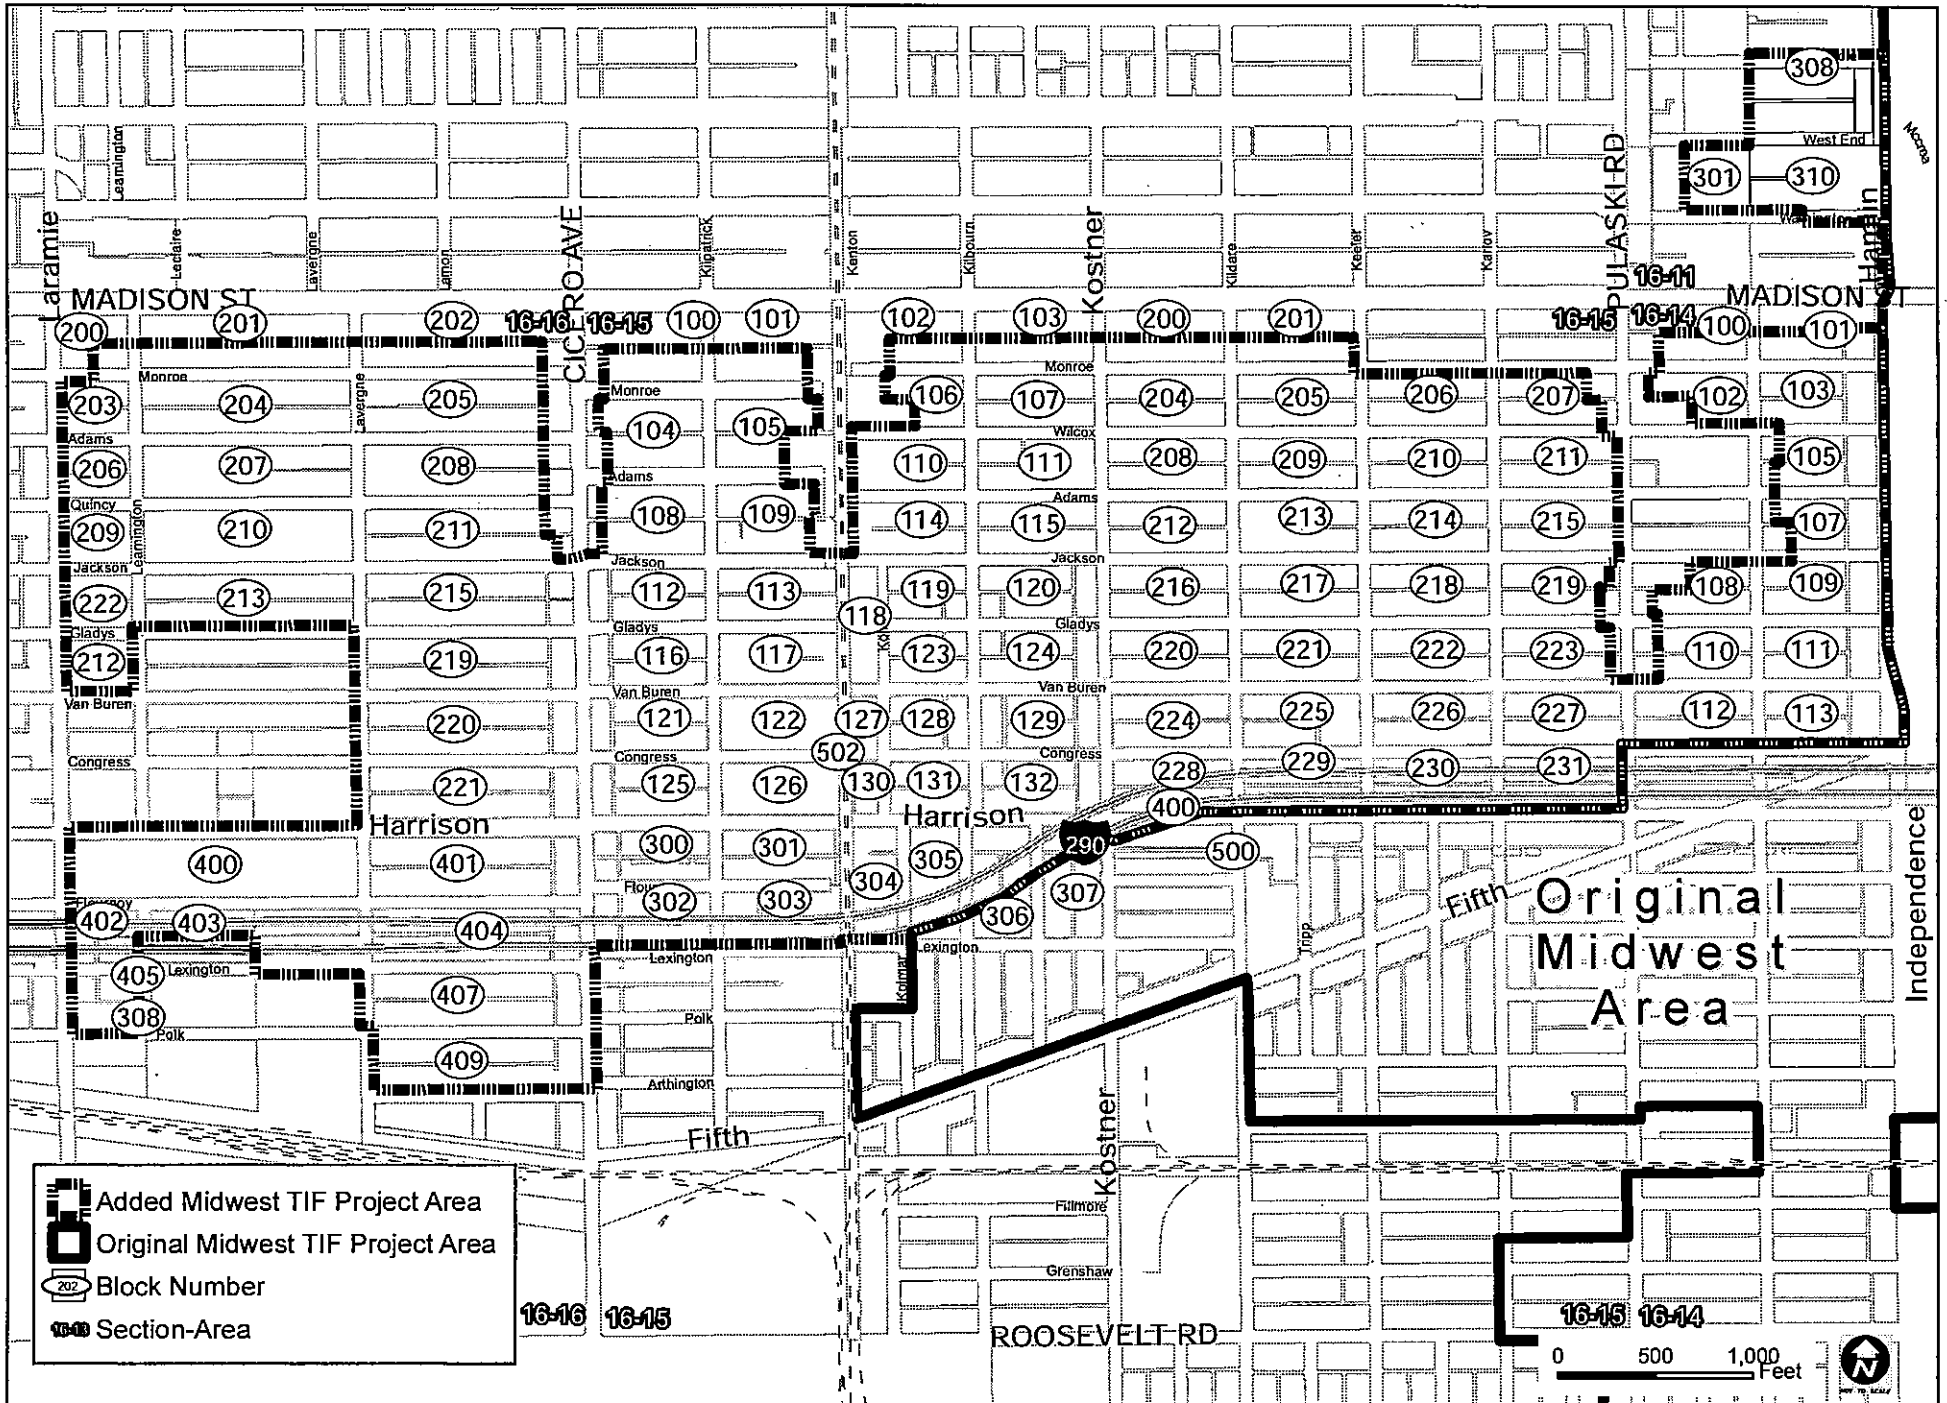 308
West End
301
310
Leamington
Laramie
Leclaire
Lavergne
Lamon
CICERO AVE
Kilpatrick
Kenton
Kilbourn
Kostner
Kildare
Keeler
Karlov
PULASKI RD
Hamlin
16-11
MADISON ST
MADISON ST
200
201
202
16-16
16-15
100
101
102
103
200
201
16-15
16-14
100
101
Monroe
Monroe
Monroe
203
204
Lavergne
205
104
105
106
107
204
205
206
207
102
103
Adams
Wilcox
206
207
208
Adams
110
111
208
209
210
211
105
Quincy
Adams
209
Leamington
210
211
108
109
114
115
212
213
214
215
107
Jackson
Jackson
Jackson
222
213
215
112
113
118
119
120
216
217
218
219
108
109
Gladys
Gladys
Gladys
212
219
116
117
123
124
220
221
222
223
110
111
Van Buren
Van Buren
Van Buren
220
121
122
127
128
129
224
225
226
227
112
113
Congress
Congress
502
Congress
221
125
126
130
131
132
228
229
230
231
Harrison
Harrison
400
290
400
401
300
301
304
305
500
Independence
402
403
404
302
303
306
307
Fifth
Original
Midwest
Area
Tripp
405
Lexington
Lexington
Lexington
Kolmar
407
308
Polk
Polk
409
Arthington
Fifth
Kostner
Fillmore
Grenshaw
Added Midwest TIF Project Area
Original Midwest TIF Project Area
202
Block Number
Section-Area
16-16
16-15
ROOSEVELT RD
16-15
16-14
0
500
1,000
Feet
N
NOT TO SCALE